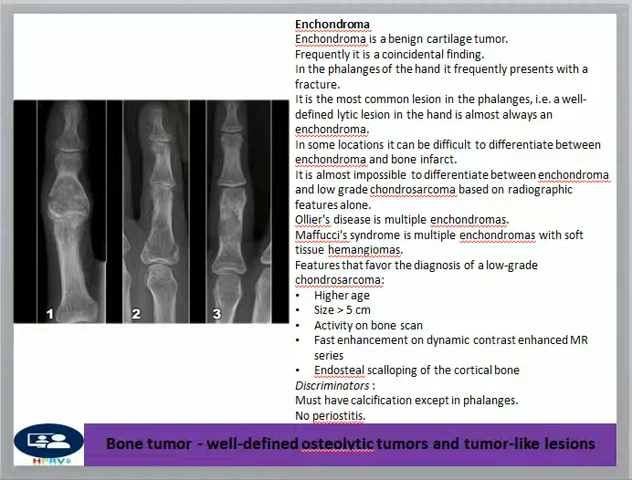 Enchondroma
Enchondroma is a benign cartilage tumor.
Frequently it is a coincidental finding.
In the phalanges of the hand it frequently presents with a
fracture.
It is the most common lesion in the phalanges, i.e. a well-
defined lytic lesion in the hand is almost always an
enchondroma.
In some locations it can be difficult to differentiate between
enchondroma and bone infarct.
It is almost impossible to differentiate between enchondroma
and low grade chondrosarcoma based on radiographic
features alone.
Ollier's disease is multiple enchondromas.
Maffucci's syndrome is multiple enchondromas with soft
tissue hemangiomas.
Features that favor the diagnosis of a low-grade
chondrosarcoma:
• Higher age
• Size > 5 cm
• Activity on bone scan
• Fast enhancement on dynamic contrast enhanced MR
series
• Endosteal scalloping of the cortical bone
Discriminators :
Must have calcification except in phalanges.
No periostitis.
1 2 3
Bone tumor - well-defined osteolytic tumors and tumor-like lesions